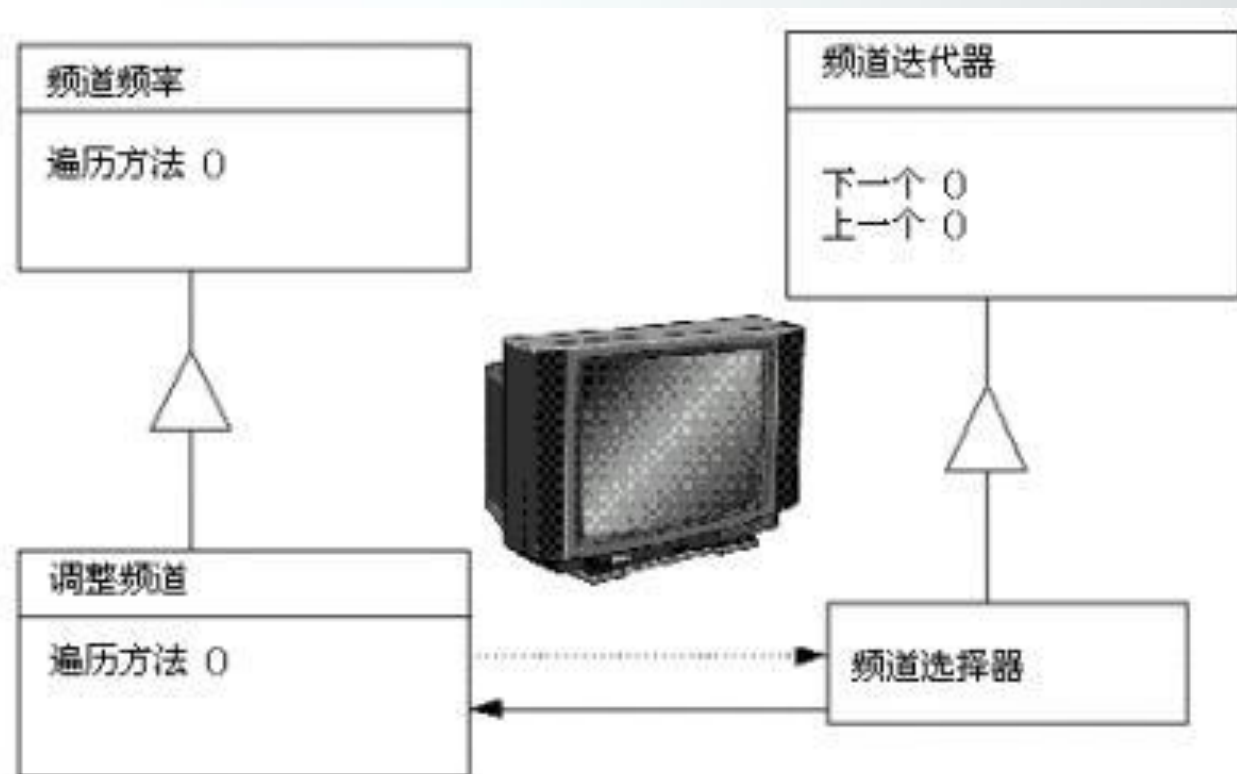 频道频率
遍历方法 ()
频道迭代器
下一个 ()
上一个 ()
调整频道
遍历方法 ()
频道选择器